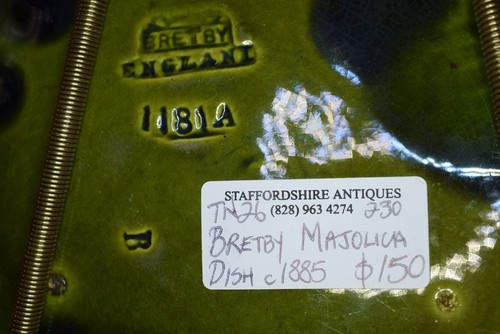 BRETBY
ENGLAND
1181A
B
STAFFORDSHIRE ANTIQUES
TN26 (828) 963 4274 230
BRETBY MAJOLICA
DISH c1885 $150